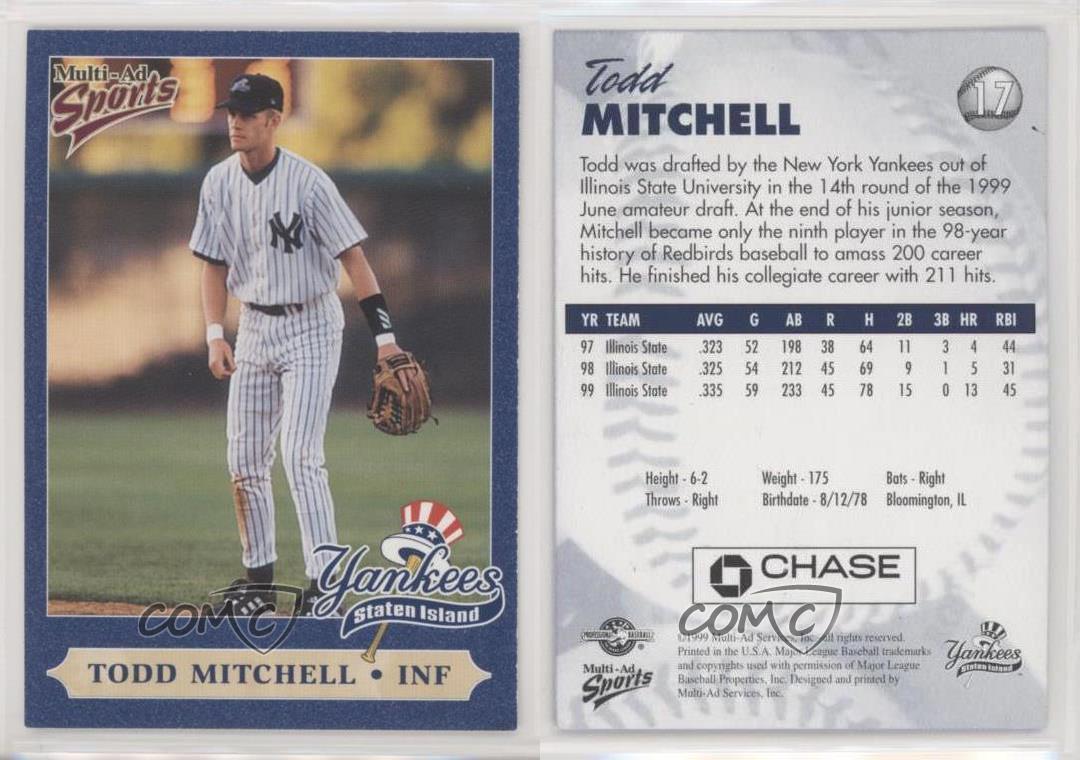 Multi-Ad
Sports
NY
Yankees
Staten Island
TODD MITCHELL • INF
COMC
Todd
MITCHELL
17
Todd was drafted by the New York Yankees out of
Illinois State University in the 14th round of the 1999
June amateur draft. At the end of his junior season,
Mitchell became only the ninth player in the 98-year
history of Redbirds baseball to amass 200 career
hits. He finished his collegiate career with 211 hits.
YR TEAM AVG G AB R H 2B 3B HR RBI
97 Illinois State .323 52 198 38 64 11 3 4 44
98 Illinois State .325 54 212 45 69 9 1 5 31
99 Illinois State .335 59 233 45 78 15 0 13 45
Height - 6-2 Weight - 175 Bats - Right
Throws - Right Birthdate - 8/12/78 Bloomington, IL
CHASE
COMC
PROFESSIONAL BASEBALL
Multi-Ad
Sports
©1999 Multi-Ad Services, Inc. all rights reserved.
Printed in the U.S.A. Major League Baseball trademarks
and copyrights used with permission of Major League
Baseball Properties, Inc. Designed and printed by
Multi-Ad Services, Inc.
Yankees
Staten Island